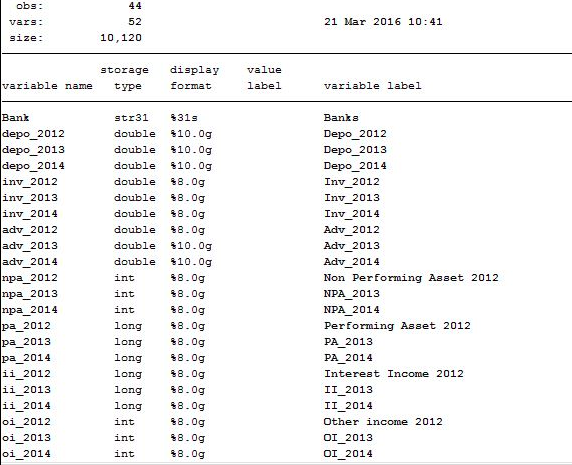 obs: 44
vars: 52 21 Mar 2016 10:41
size: 10,120
storage display value
variable name type format label variable label
Bank str31 %31s Banks
depo_2012 double %10.0g Depo_2012
depo_2013 double %10.0g Depo_2013
depo_2014 double %10.0g Depo_2014
inv_2012 double %8.0g Inv_2012
inv_2013 double %8.0g Inv_2013
inv_2014 double %8.0g Inv_2014
adv_2012 double %8.0g Adv_2012
adv_2013 double %10.0g Adv_2013
adv_2014 double %10.0g Adv_2014
npa_2012 int %8.0g Non Performing Asset 2012
npa_2013 int %8.0g NPA_2013
npa_2014 int %8.0g NPA_2014
pa_2012 long %8.0g Performing Asset 2012
pa_2013 long %8.0g PA_2013
pa_2014 long %8.0g PA_2014
ii_2012 long %8.0g Interest Income 2012
ii_2013 long %8.0g II_2013
ii_2014 long %8.0g II_2014
oi_2012 int %8.0g Other income 2012
oi_2013 int %8.0g OI_2013
oi_2014 int %8.0g OI_2014